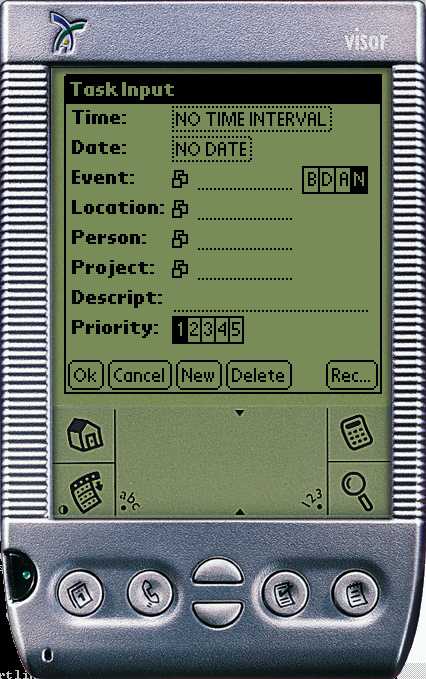 visor
Task Input
Time: NO TIME INTERVAL
Date: NO DATE
Event: B D A N
Location:
Person:
Project:
Descript:
Priority: 1 2 3 4 5
Ok Cancel New Delete Rec...
abc 123